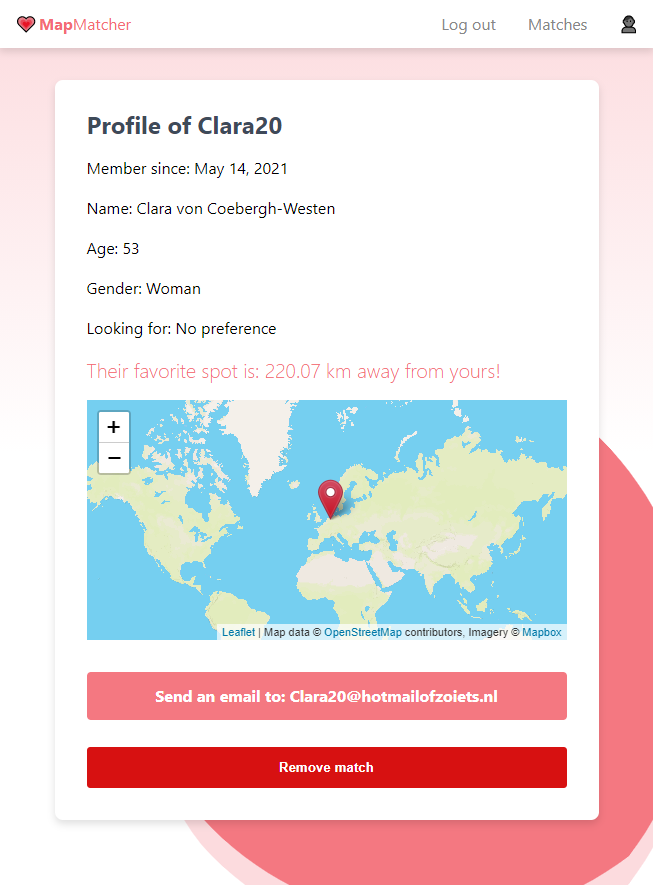 MapMatcher
Log out
Matches
Profile of Clara20
Member since: May 14, 2021
Name: Clara von Coebergh-Westen
Age: 53
Gender: Woman
Looking for: No preference
Their favorite spot is: 220.07 km away from yours!
+
−
Leaflet | Map data © OpenStreetMap contributors, Imagery © Mapbox
Send an email to: Clara20@hotmailofzoiets.nl
Remove match